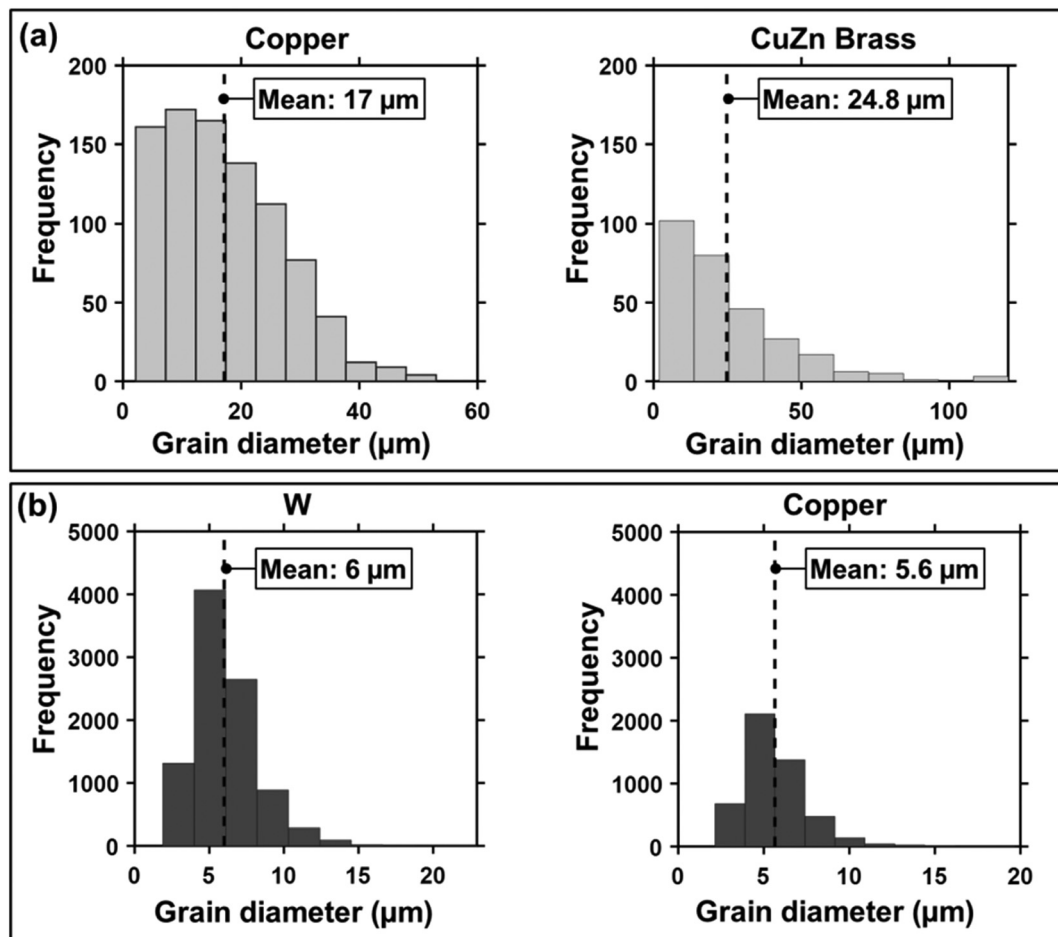 (a)
Copper
CuZn Brass
200
150
100
50
0
Frequency
Mean: 17 µm
0 20 40 60
Grain diameter (µm)
200
150
100
50
0
Frequency
Mean: 24.8 µm
0 50 100
Grain diameter (µm)
(b)
W
Copper
5000
4000
3000
2000
1000
0
Frequency
Mean: 6 µm
0 5 10 15 20
Grain diameter (µm)
5000
4000
3000
2000
1000
0
Frequency
Mean: 5.6 µm
0 5 10 15 20
Grain diameter (µm)